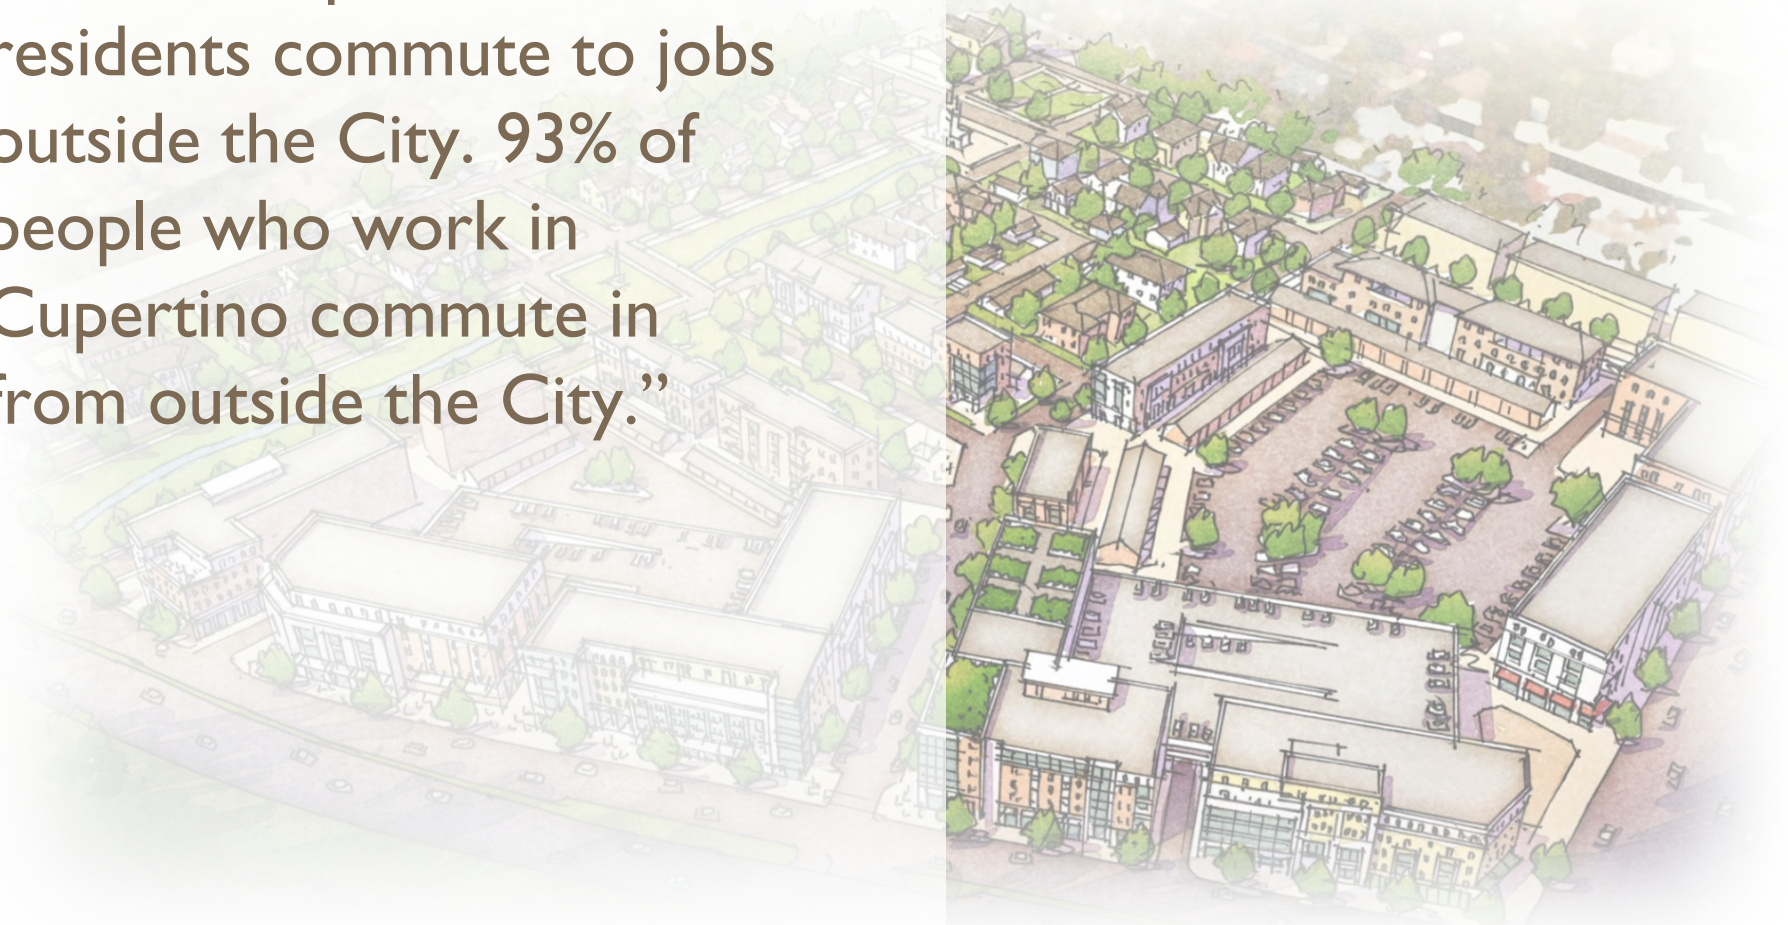 residents commute to jobs
outside the City. 93% of
people who work in
Cupertino commute in
from outside the City.”